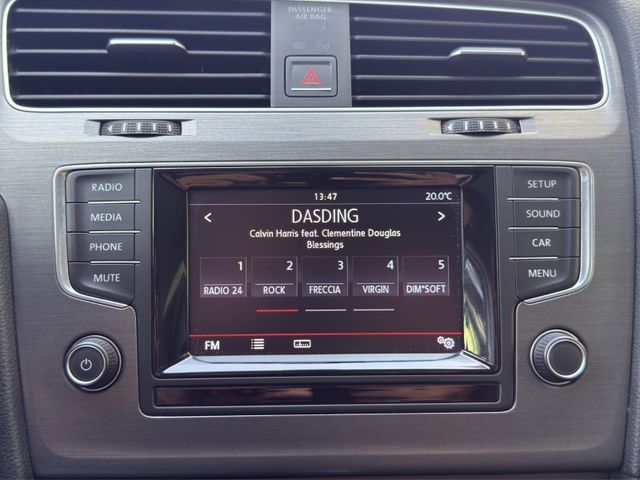 PASSENGER
AIR BAG
RADIO
MEDIA
PHONE
MUTE
13:47
20.0°C
< DASDING >
Calvin Harris feat. Clementine Douglas
Blessings
1 2 3 4 5
RADIO 24 ROCK FRECCIA VIRGIN DIM*SOFT
FM
SETUP
SOUND
CAR
MENU